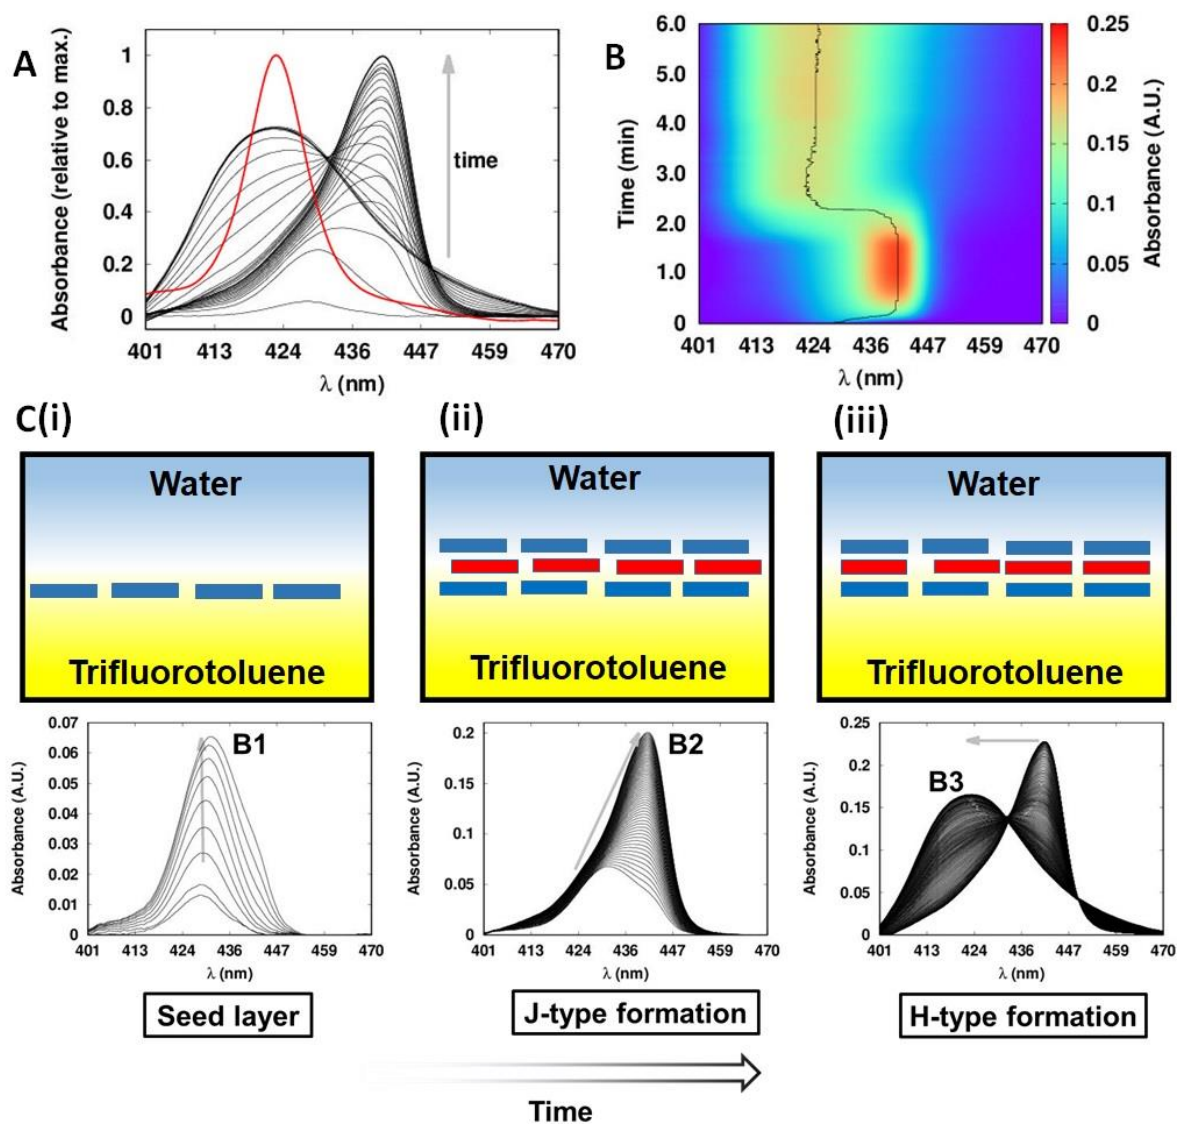 A
Absorbance (relative to max.)
1
0.8
0.6
0.4
0.2
0
time
401 413 424 436 447 459 470
λ (nm)
B
Time (min)
6.0
5.0
4.0
3.0
2.0
1.0
0
401 413 424 436 447 459 470
λ (nm)
0.25
0.2
0.15
0.1
0.05
0
Absorbance (A.U.)
C(i)
(ii)
(iii)
Water
Trifluorotoluene
Water
Trifluorotoluene
Water
Trifluorotoluene
Absorbance (A.U.)
0.07
0.06
0.05
0.04
0.03
0.02
0.01
0
B1
401 413 424 436 447 459 470
λ (nm)
Absorbance (A.U.)
0.2
0.15
0.1
0.05
0
B2
401 413 424 436 447 459 470
λ (nm)
Absorbance (A.U.)
0.25
0.2
0.15
0.1
0.05
0
B3
401 413 424 436 447 459 470
λ (nm)
Seed layer
J-type formation
H-type formation
Time